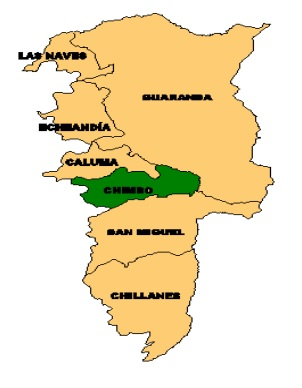 LAS NAVES
GUARANDA
ECHEANDÍA
CALUMA
CHIMBO
SAN MIGUEL
CHILLANES